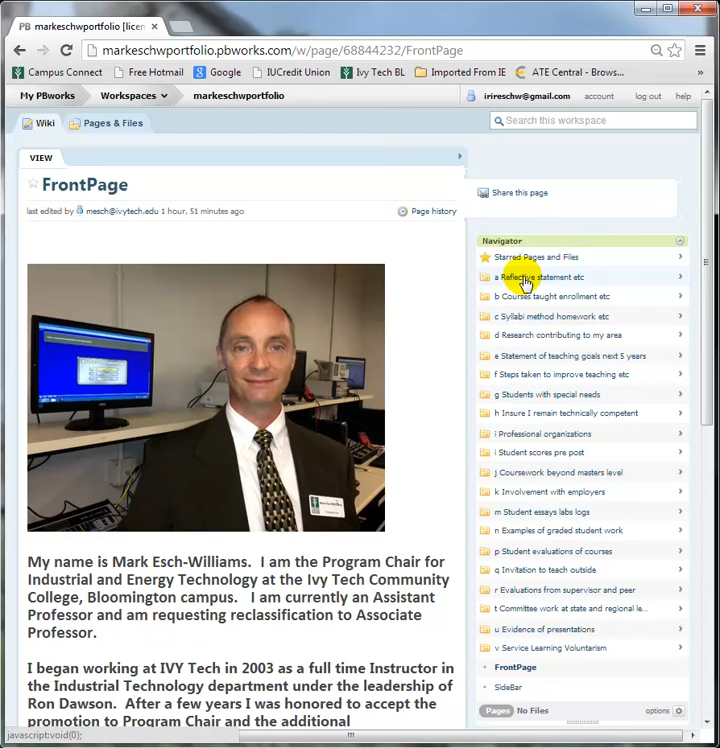 PB markeschwportfolio [licen
markeschwportfolio.pbworks.com/w/page/68844232/FrontPage
Campus Connect
Free Hotmail
Google
IUCredit Union
Ivy Tech BL
Imported From IE
ATE Central - Brows...
»
My PBworks
Workspaces
markeschwportfolio
irireschw@gmail.com
account
log out
help
Wiki
Pages & Files
Search this workspace
VIEW
FrontPage
last edited by mesch@ivytech.edu 1 hour, 51 minutes ago
Page history
Share this page
Navigator
Starred Pages and Files
a Reflective statement etc
b Courses taught enrollment etc
c Syllabi method homework etc
d Research contributing to my area
e Statement of teaching goals next 5 years
f Steps taken to improve teaching etc
g Students with special needs
h Insure I remain technically competent
i Professional organizations
i Student scores pre post
j Coursework beyond masters level
k Involvement with employers
m Student essays labs logs
n Examples of graded student work
p Student evaluations of courses
q Invitation to teach outside
r Evaluations from supervisor and peer
t Committee work at state and regional le...
u Evidence of presentations
v Service Learning Voluntarism
FrontPage
SideBar
Pages
No Files
options
My name is Mark Esch-Williams. I am the Program Chair for
Industrial and Energy Technology at the Ivy Tech Community
College, Bloomington campus. I am currently an Assistant
Professor and am requesting reclassification to Associate
Professor.
I began working at IVY Tech in 2003 as a full time Instructor in
the Industrial Technology department under the leadership of
Ron Dawson. After a few years I was honored to accept the
promotion to Program Chair and the additional
javascript:void(0);